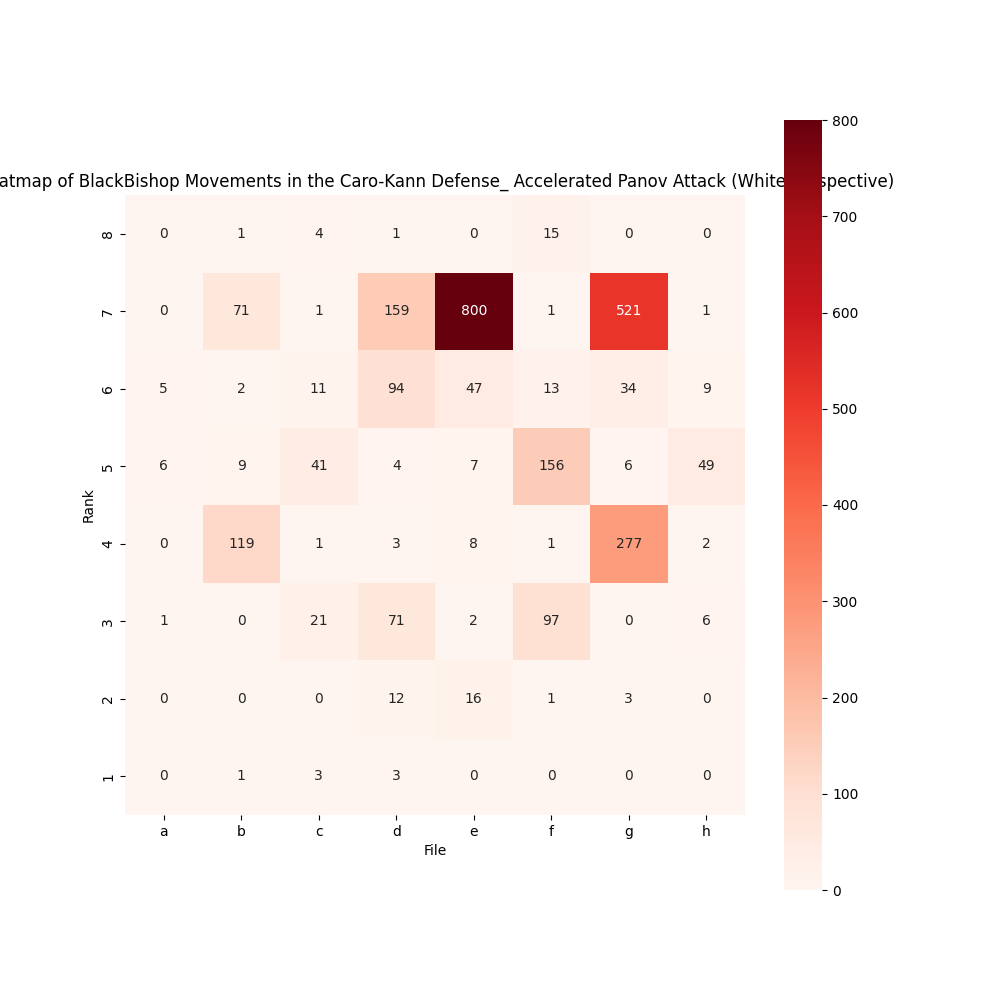 atmap of BlackBishop Movements in the Caro-Kann Defense_ Accelerated Panov Attack (White spective)
8 0 1 4 1 0 15 0 0
7 0 71 1 159 800 1 521 1
6 5 2 11 94 47 13 34 9
5 6 9 41 4 7 156 6 49
4 0 119 1 3 8 1 277 2
3 1 0 21 71 2 97 0 6
2 0 0 0 12 16 1 3 0
1 0 1 3 3 0 0 0 0
a b c d e f g h
File
Rank
800
700
600
500
400
300
200
100
0